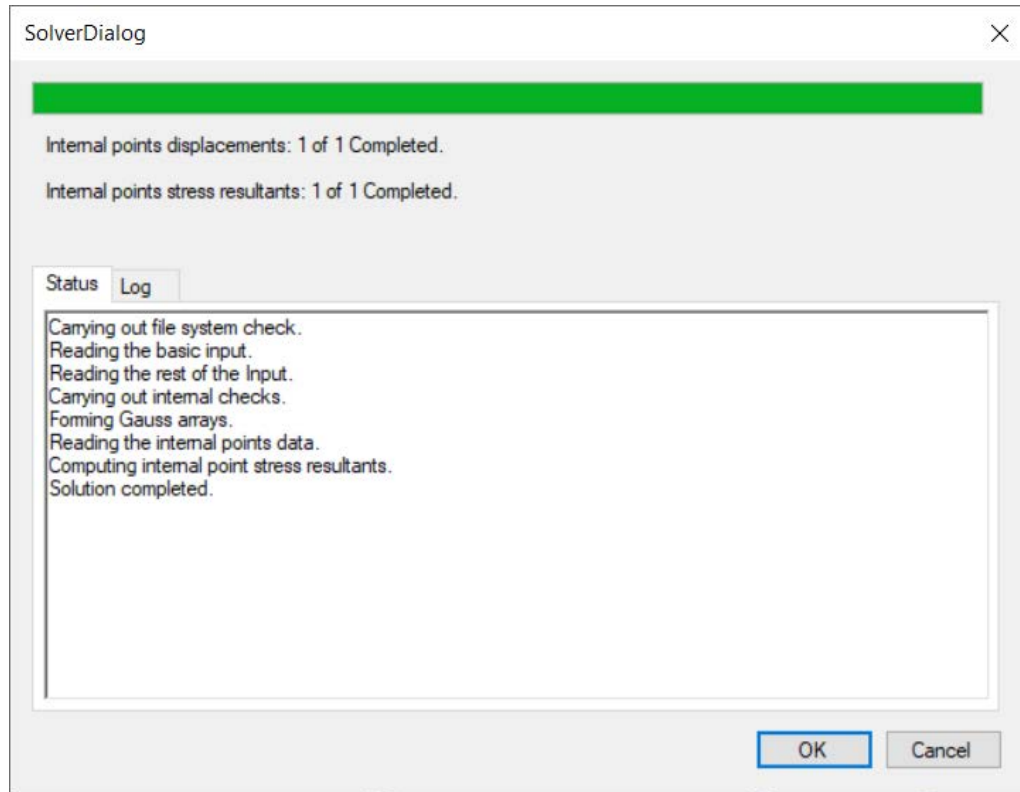 SolverDialog
Internal points displacements: 1 of 1 Completed.
Internal points stress resultants: 1 of 1 Completed.
Status Log
Carrying out file system check.
Reading the basic input.
Reading the rest of the Input.
Carrying out internal checks.
Forming Gauss arrays.
Reading the internal points data.
Computing internal point stress resultants.
Solution completed.
OK Cancel